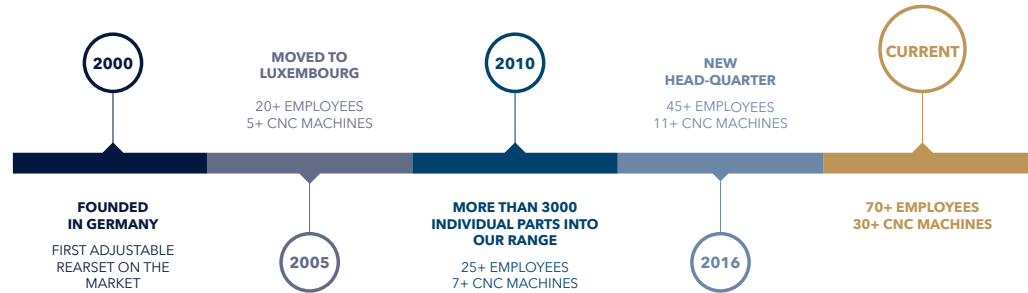 2000
FOUNDED
IN GERMANY
FIRST ADJUSTABLE
REARSET ON THE
MARKET
MOVED TO
LUXEMBOURG
20+ EMPLOYEES
5+ CNC MACHINES
2005
2010
MORE THAN 3000
INDIVIDUAL PARTS INTO
OUR RANGE
25+ EMPLOYEES
7+ CNC MACHINES
NEW
HEAD-QUARTER
45+ EMPLOYEES
11+ CNC MACHINES
2016
CURRENT
70+ EMPLOYEES
30+ CNC MACHINES